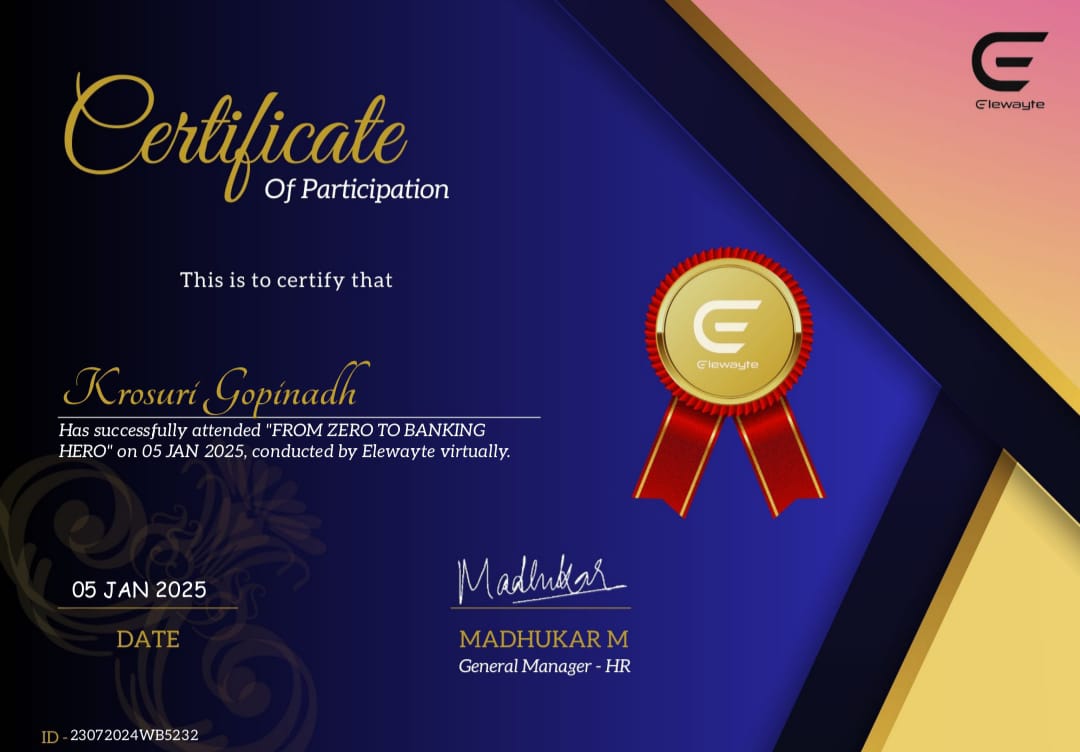 Elewayte
Certificate
Of Participation
This is to certify that
Elewayte
Krosuri Gopinadh
Has successfully attended "FROM ZERO TO BANKING
HERO" on 05 JAN 2025, conducted by Elewayte virtually.
05 JAN 2025
DATE
Madhukar
MADHUKAR M
General Manager - HR
ID - 23072024WB5232